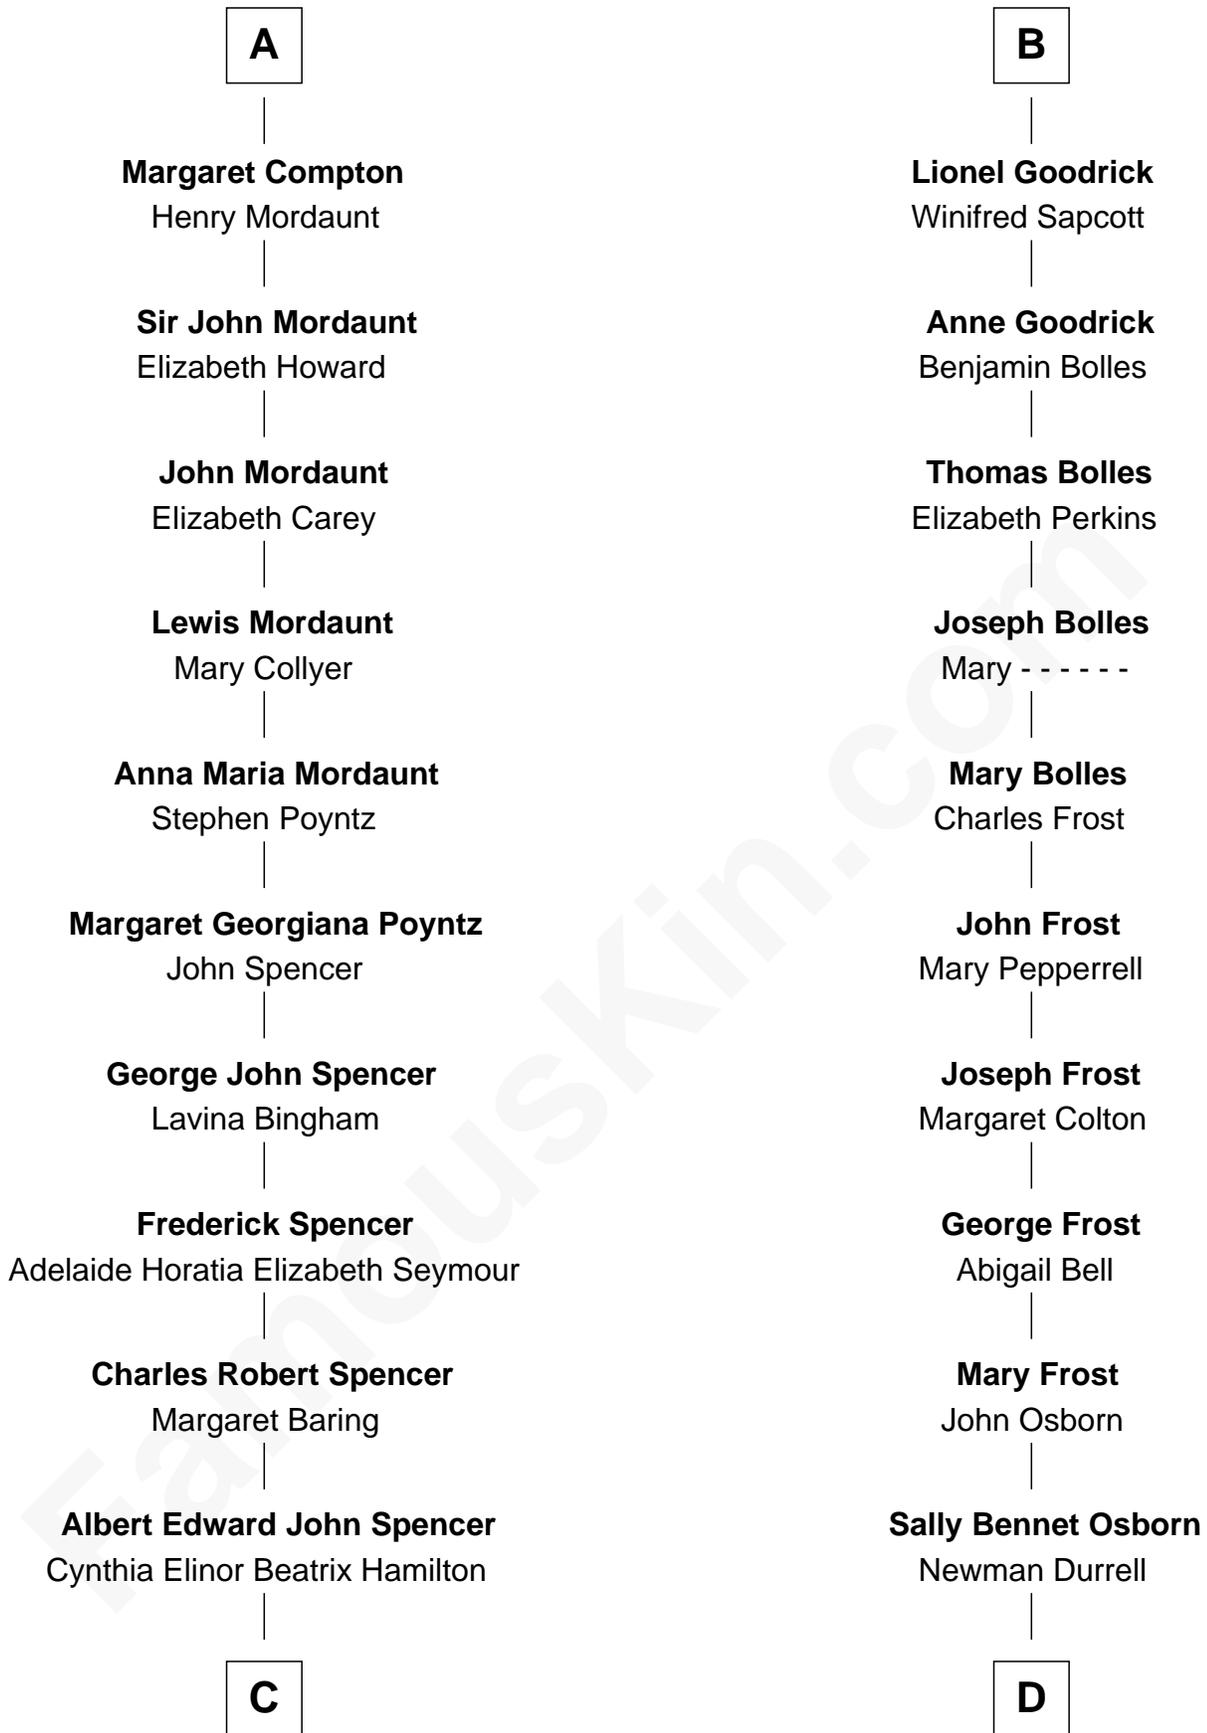 A
Margaret Compton
Henry Mordaunt
Sir John Mordaunt
Elizabeth Howard
John Mordaunt
Elizabeth Carey
Lewis Mordaunt
Mary Collyer
Anna Maria Mordaunt
Stephen Poyntz
Margaret Georgiana Poyntz
John Spencer
George John Spencer
Lavina Bingham
Frederick Spencer
Adelaide Horatia Elizabeth Seymour
Charles Robert Spencer
Margaret Baring
Albert Edward John Spencer
Cynthia Elinor Beatrix Hamilton
C
B
Lionel Goodrick
Winifred Sapcott
Anne Goodrick
Benjamin Bolles
Thomas Bolles
Elizabeth Perkins
Joseph Bolles
Mary - - - - - -
Mary Bolles
Charles Frost
John Frost
Mary Pepperrell
Joseph Frost
Margaret Colton
George Frost
Abigail Bell
Mary Frost
John Osborn
Sally Bennet Osborn
Newman Durrell
D
FamousKin.com